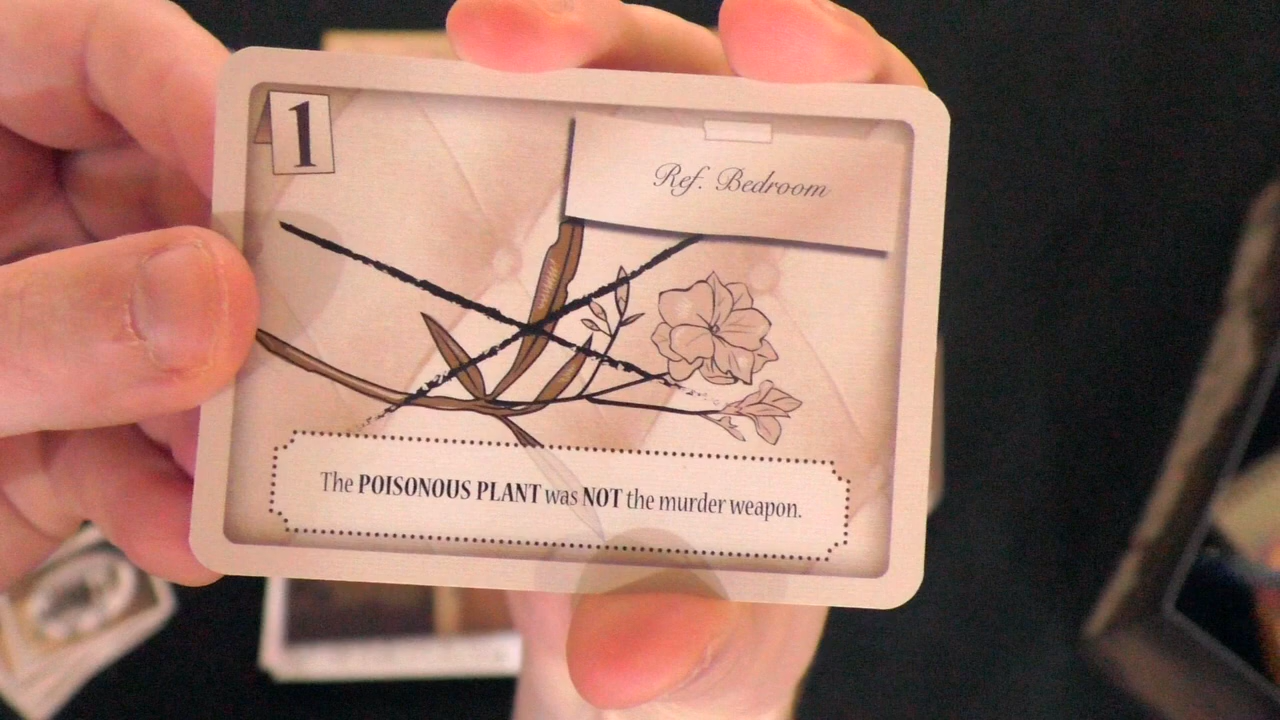 1
Ref. Bedroom
The POISONOUS PLANT was NOT the murder weapon.